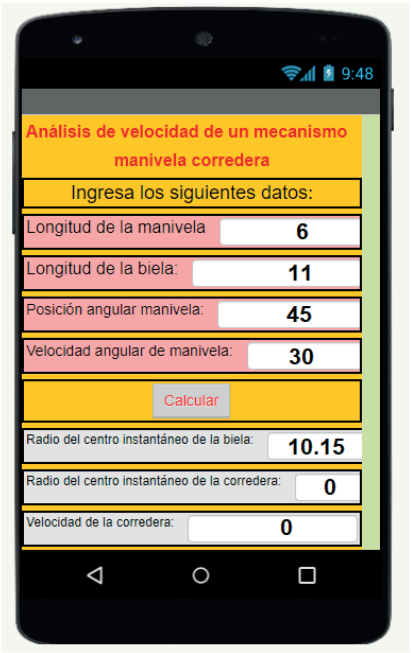 9:48
Análisis de velocidad de un mecanismo
manivela corredera
Ingresa los siguientes datos:
Longitud de la manivela 6
Longitud de la biela: 11
Posición angular manivela: 45
Velocidad angular de manivela: 30
Calcular
Radio del centro instantáneo de la biela: 10.15
Radio del centro instantáneo de la corredera: 0
Velocidad de la corredera: 0